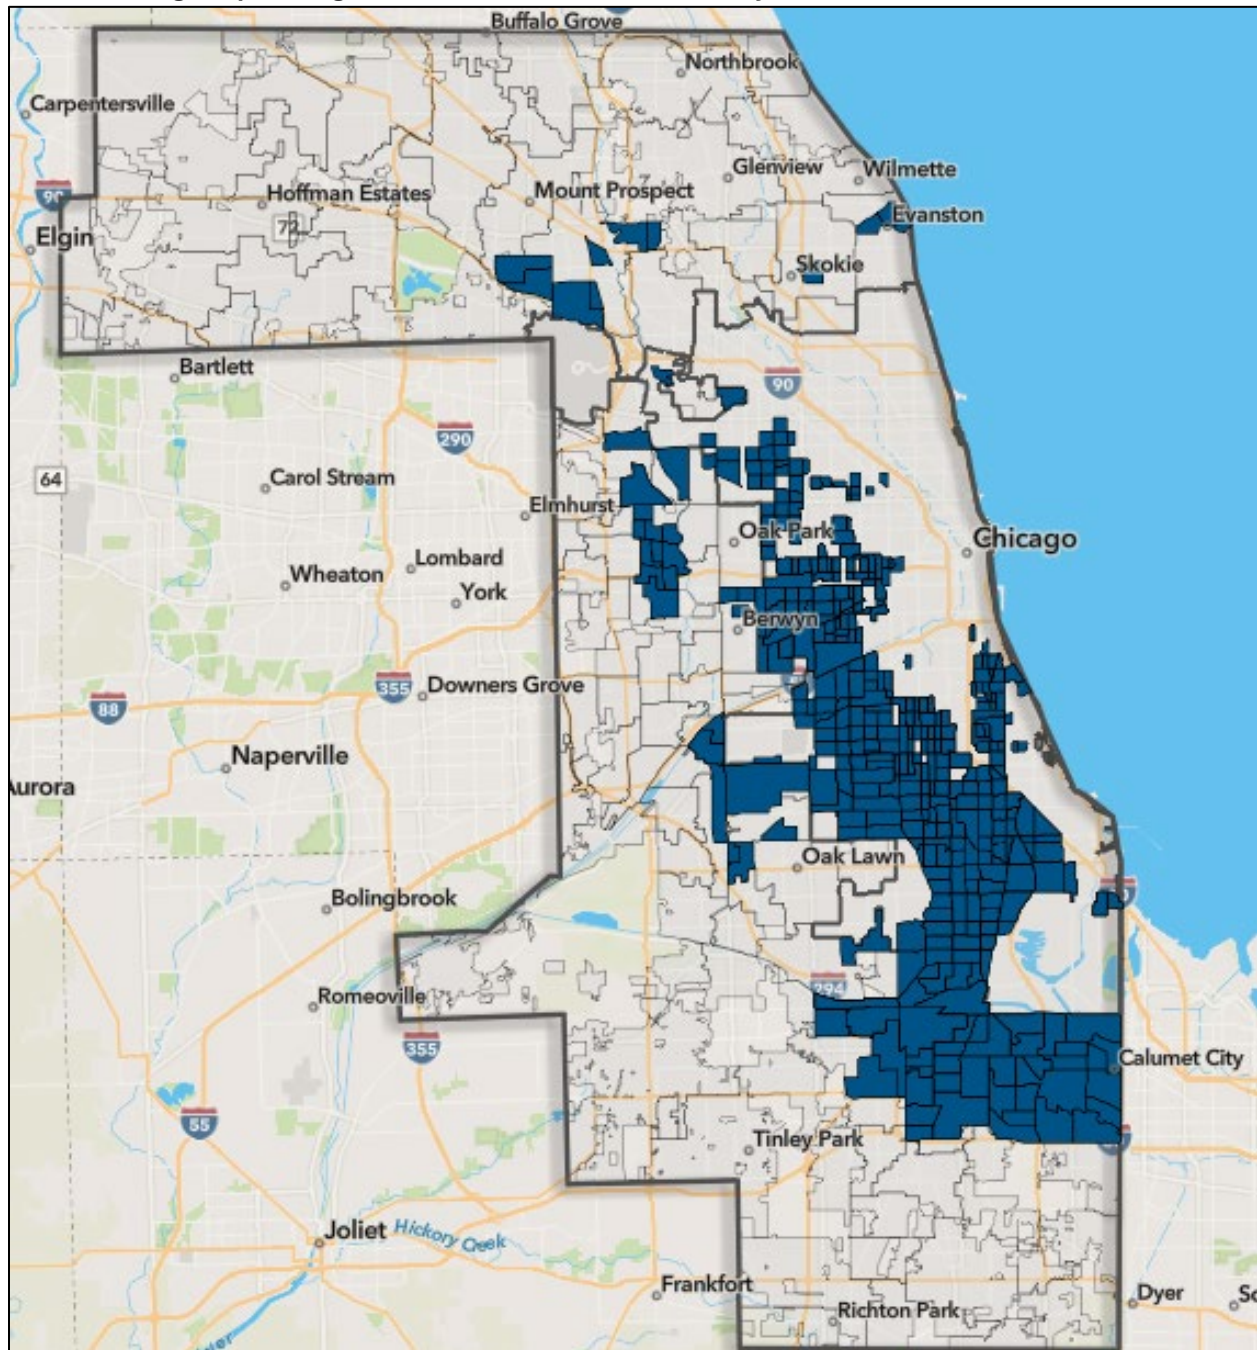 Buffalo Grove
Northbrook
Carpentersville
Glenview
Wilmette
90
Hoffman Estates
Mount Prospect
Evanston
72
Elgin
Skokie
Bartlett
90
290
64
Carol Stream
Elmhurst
Oak Park
Chicago
Lombard
Wheaton
York
Berwyn
355
Downers Grove
88
Naperville
Aurora
Oak Lawn
Bolingbrook
294
Romeoville
355
Calumet City
55
Tinley Park
Joliet
Hickory Creek
Frankfort
Dyer
Richton Park